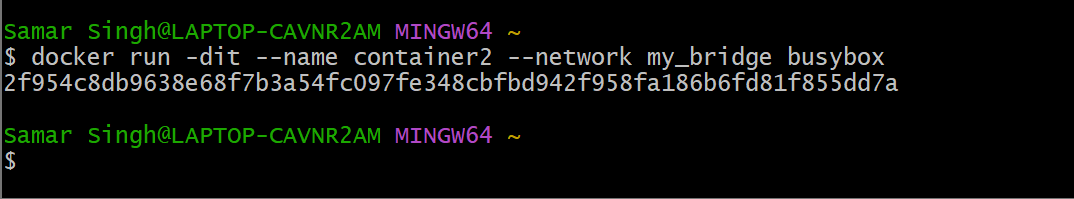 Samar Singh@LAPTOP-CAVNR2AM MINGW64 ~
$ docker run -dit --name container2 --network my_bridge busybox
2f954c8db9638e68f7b3a54fc097fe348cbfbd942f958fa186b6fd81f855dd7a
Samar Singh@LAPTOP-CAVNR2AM MINGW64 ~
$